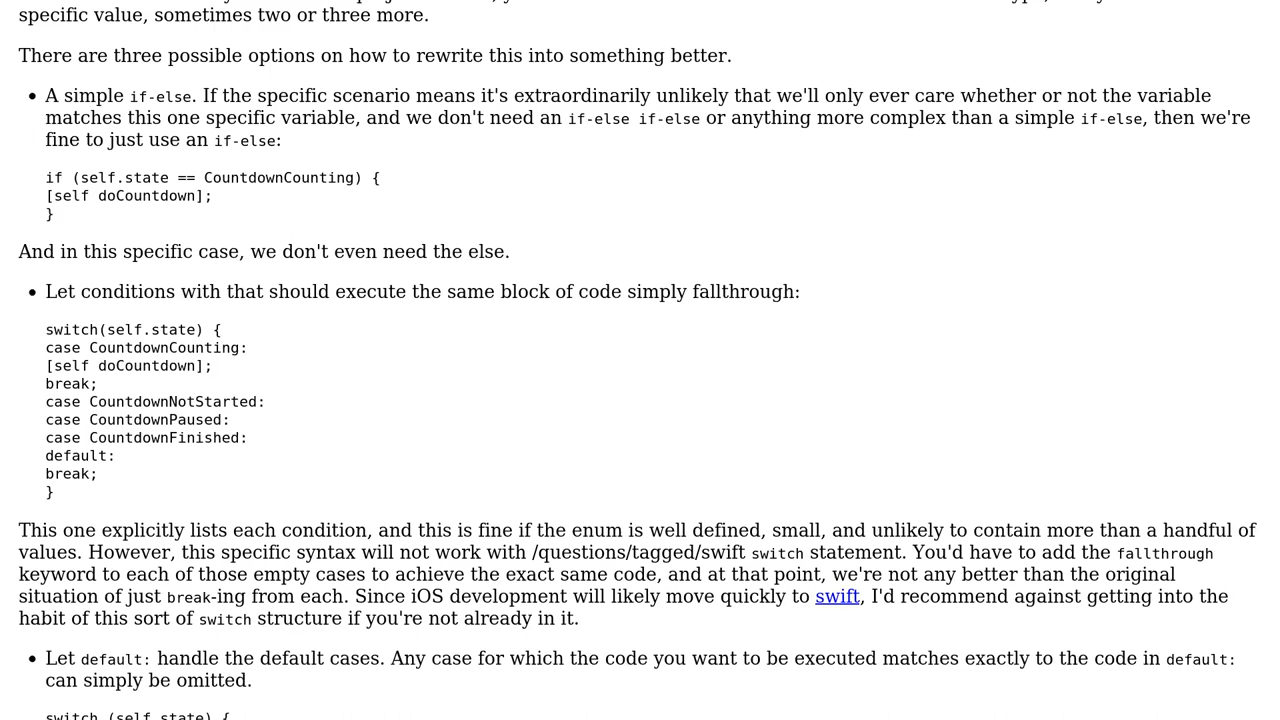 specific value, sometimes two or three more.
There are three possible options on how to rewrite this into something better.
• A simple if-else. If the specific scenario means it's extraordinarily unlikely that we'll only ever care whether or not the variable
matches this one specific variable, and we don't need an if-else if-else or anything more complex than a simple if-else, then we're
fine to just use an if-else:
if (self.state == CountdownCounting) {
[self doCountdown];
}
And in this specific case, we don't even need the else.
• Let conditions with that should execute the same block of code simply fallthrough:
switch(self.state) {
case CountdownCounting:
[self doCountdown];
break;
case CountdownNotStarted:
case CountdownPaused:
case CountdownFinished:
default:
break;
}
This one explicitly lists each condition, and this is fine if the enum is well defined, small, and unlikely to contain more than a handful of
values. However, this specific syntax will not work with /questions/tagged/swift switch statement. You'd have to add the fallthrough
keyword to each of those empty cases to achieve the exact same code, and at that point, we're not any better than the original
situation of just break-ing from each. Since iOS development will likely move quickly to swift, I'd recommend against getting into the
habit of this sort of switch structure if you're not already in it.
• Let default: handle the default cases. Any case for which the code you want to be executed matches exactly to the code in default:
can simply be omitted.
switch (self.state) {